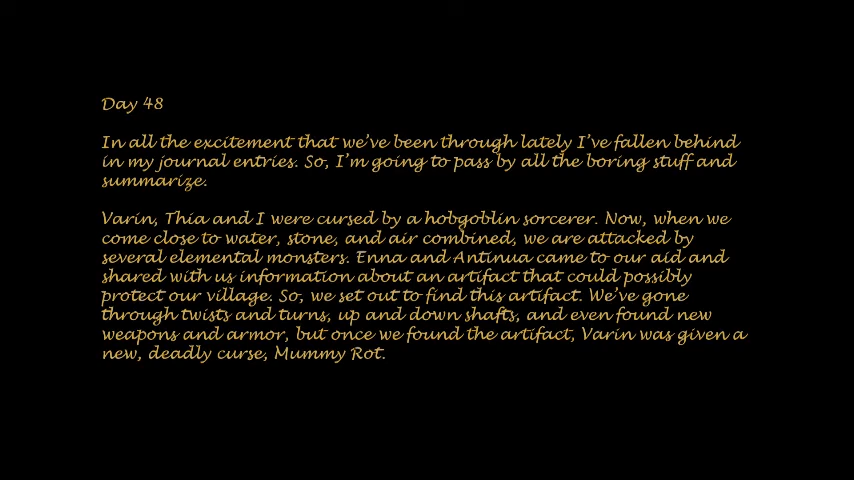 Day 48
In all the excitement that we've been through lately I've fallen behind
in my journal entries. So, I'm going to pass by all the boring stuff and
summarize.
Varin, Thia and I were cursed by a hobgoblin sorcerer. Now, when we
come close to water, stone, and air combined, we are attacked by
several elemental monsters. Enna and Antinua came to our aid and
shared with us information about an artifact that could possibly
protect our village. So, we set out to find this artifact. We've gone
through twists and turns, up and down shafts, and even found new
weapons and armor, but once we found the artifact, Varin was given a
new, deadly curse, Mummy Rot.